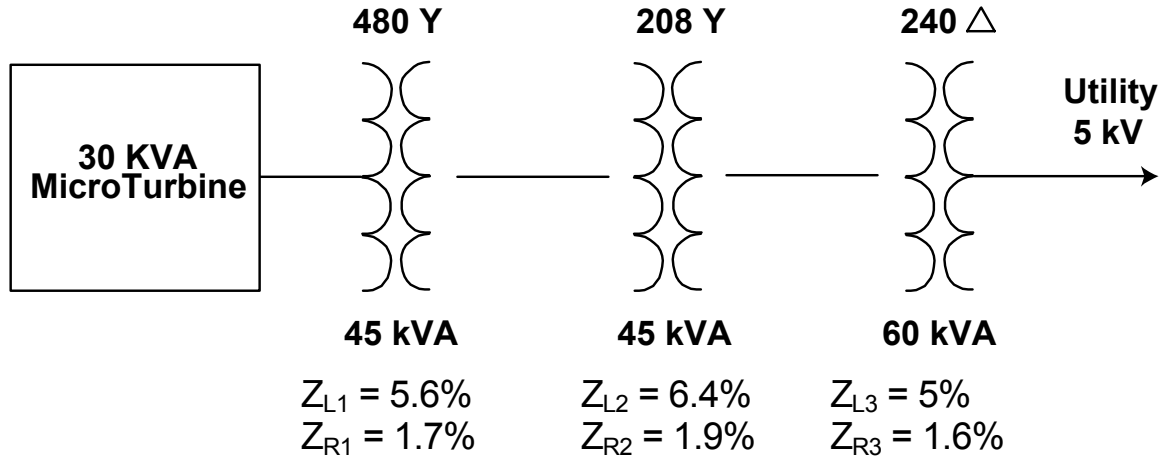 480 Y
208 Y
240 △
Utility
5 kV
30 KVA
MicroTurbine
45 kVA
45 kVA
60 kVA
Z_L1 = 5.6%
Z_L2 = 6.4%
Z_L3 = 5%
Z_R1 = 1.7%
Z_R2 = 1.9%
Z_R3 = 1.6%